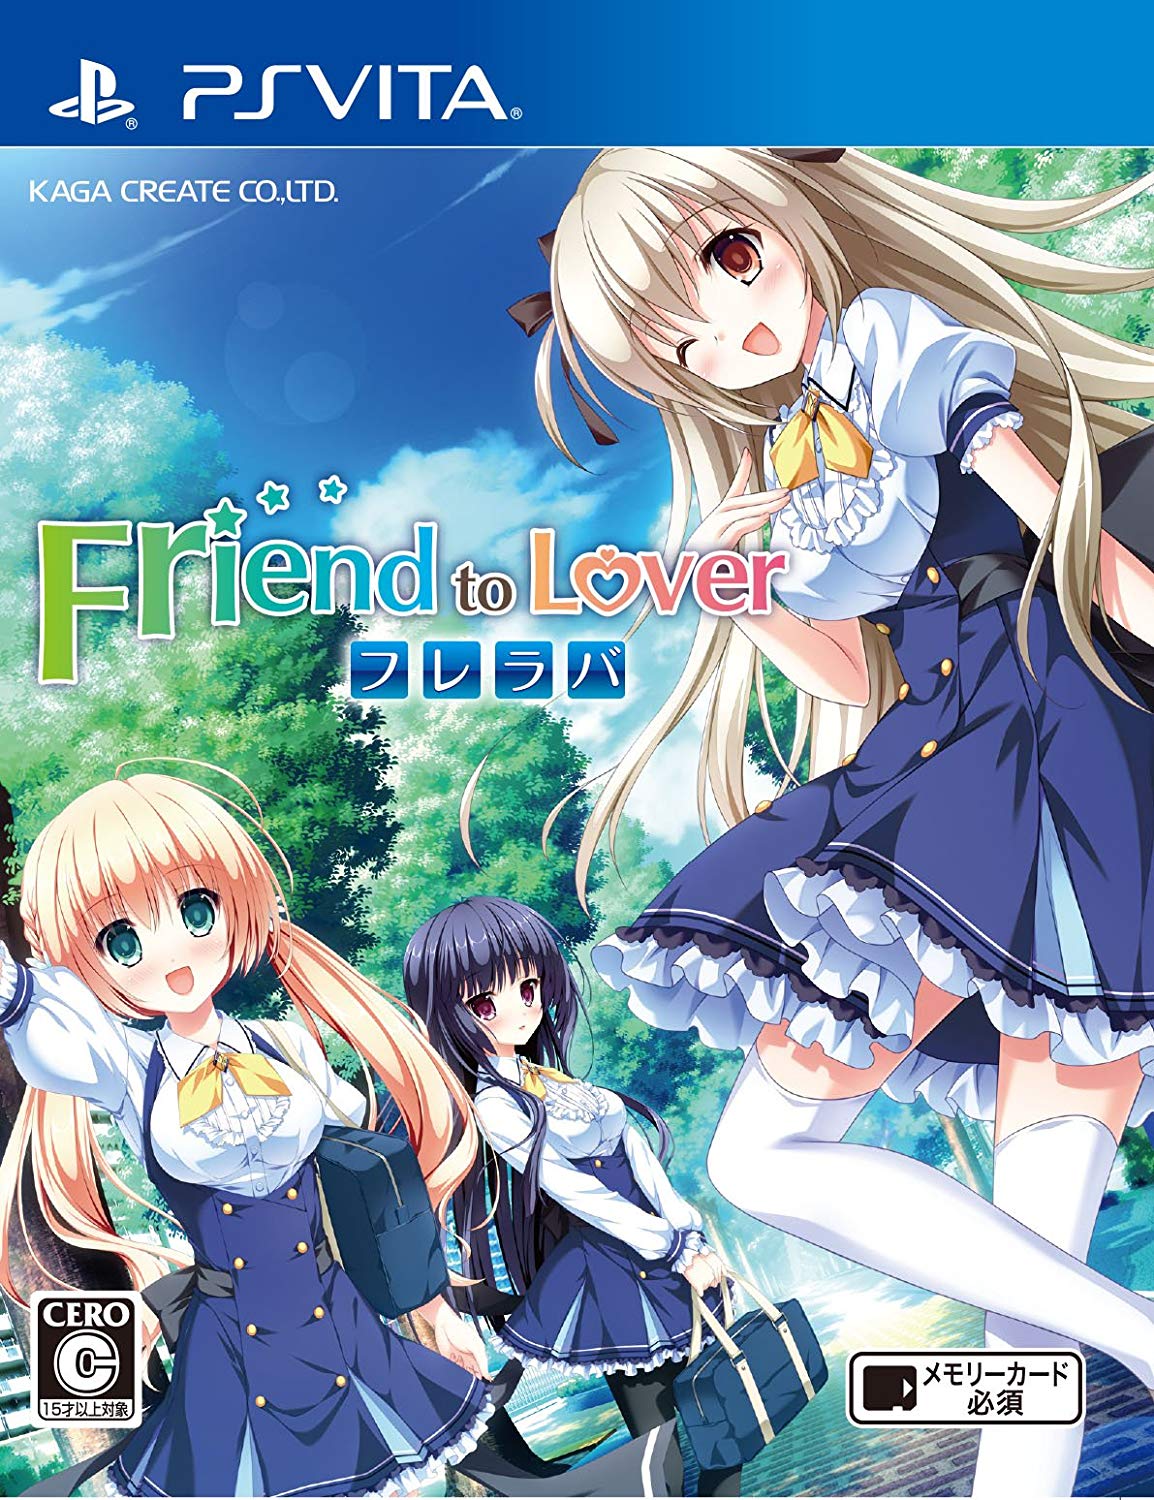 PSVITA®
KAGA CREATE CO.,LTD.
Friend to Lover
フレラバ
CERO
C
15才以上対象
メモリーカード
必須